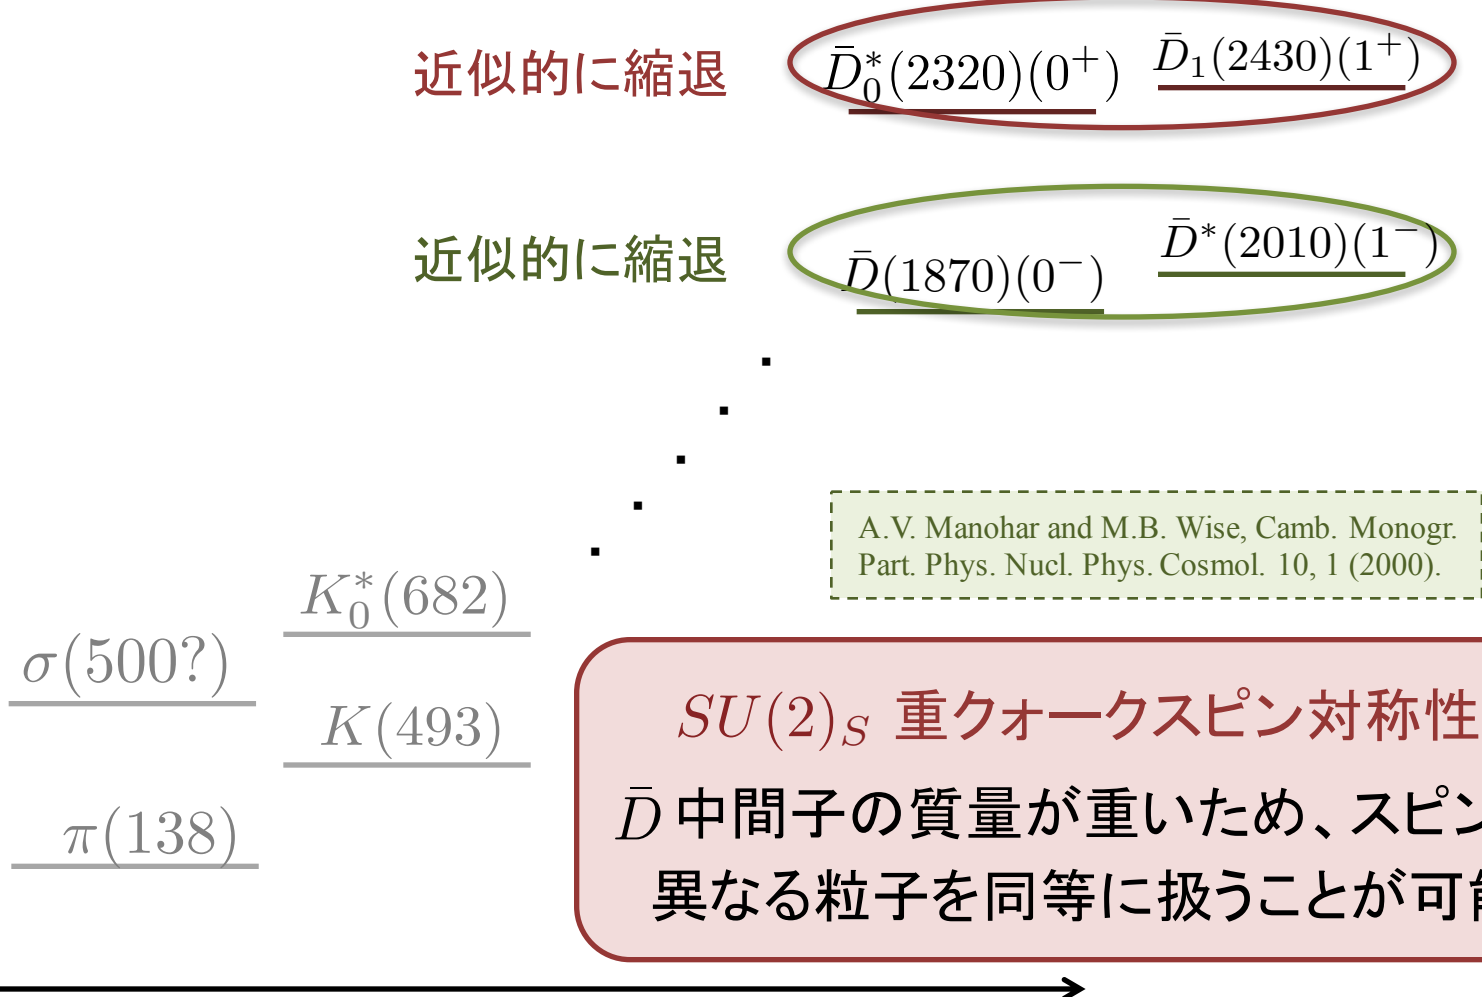 近似的に縮退 D̄₀*(2320)(0⁺) D̄₁(2430)(1⁺)
近似的に縮退 D̄(1870)(0⁻) D̄*(2010)(1⁻)
A.V. Manohar and M.B. Wise, Camb. Monogr.
Part. Phys. Nucl. Phys. Cosmol. 10, 1 (2000).
K₀*(682)
σ(500?)
K(493)
π(138)
SU(2)_S 重クォークスピン対称性
D̄ 中間子の質量が重いため、スピン
異なる粒子を同等に扱うことが可能